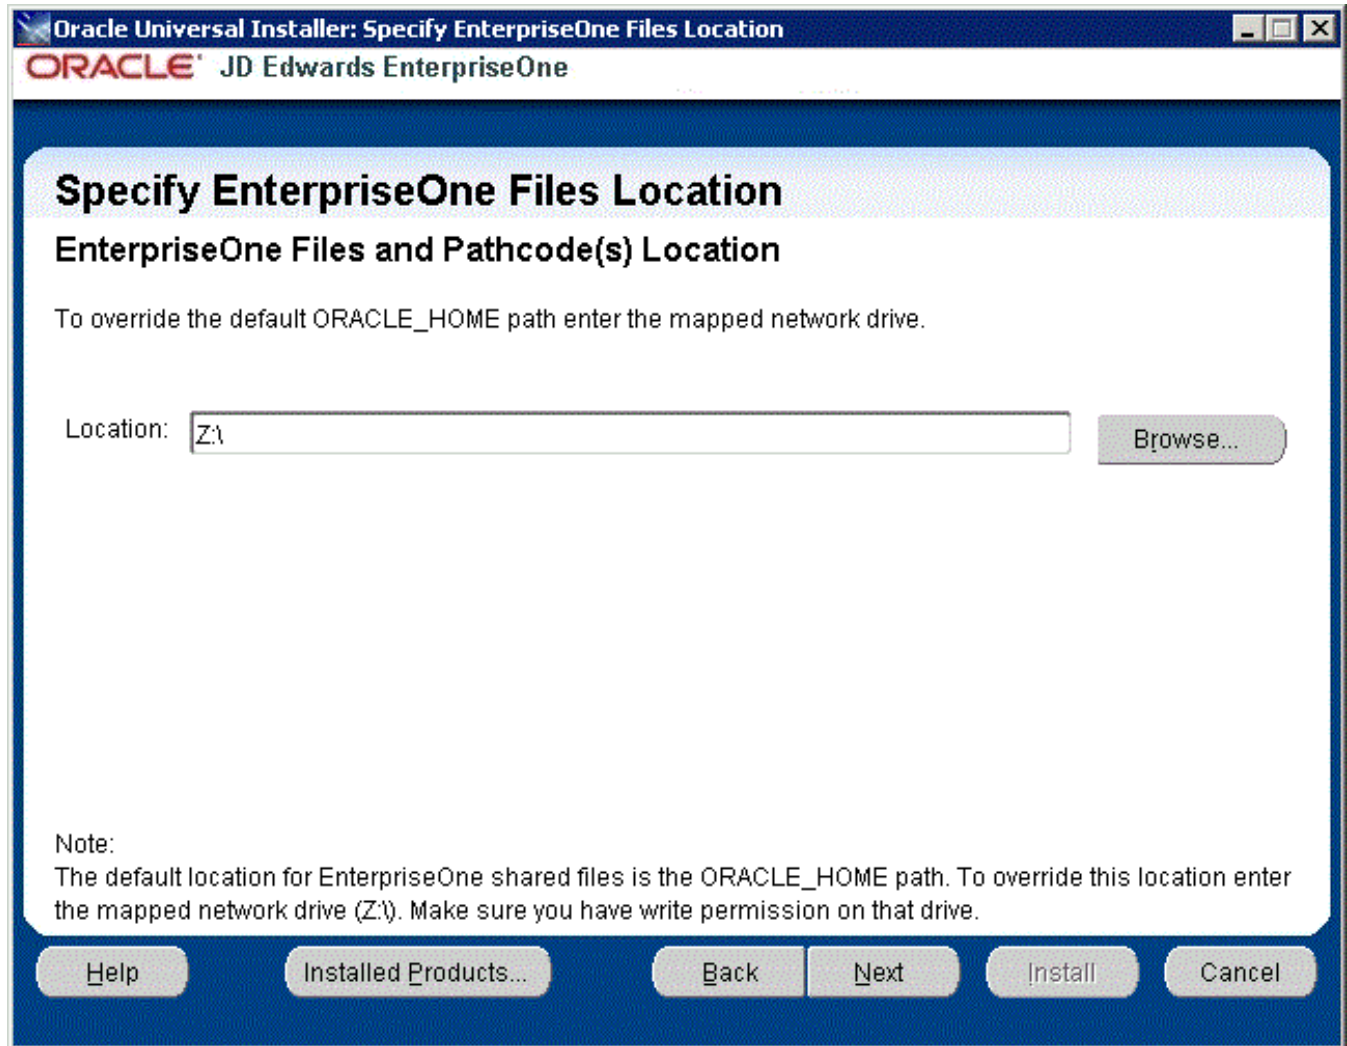 Oracle Universal Installer: Specify EnterpriseOne Files Location
ORACLE JD Edwards EnterpriseOne
Specify EnterpriseOne Files Location
EnterpriseOne Files and Pathcode(s) Location
To override the default ORACLE_HOME path enter the mapped network drive.
Location: Z:\ Browse...
Note:
The default location for EnterpriseOne shared files is the ORACLE_HOME path. To override this location enter
the mapped network drive (Z:\). Make sure you have write permission on that drive.
Help Installed Products... Back Next Install Cancel